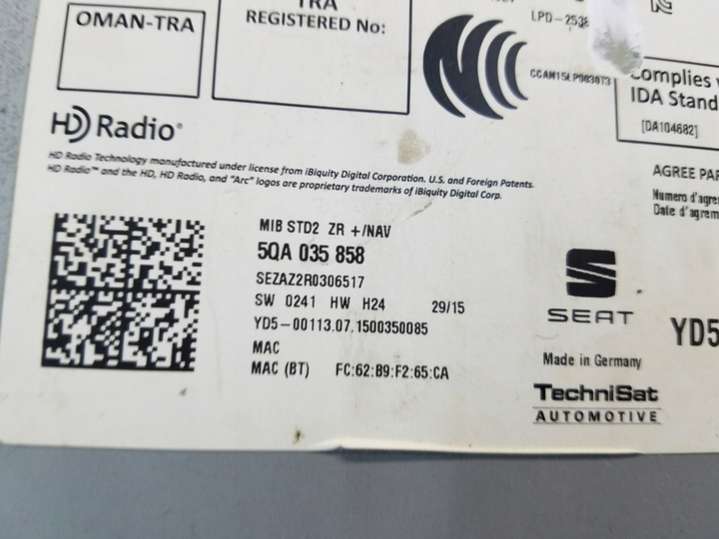 TRA
OMAN-TRA
REGISTERED No:
LPD-2538
CCAM15LP0030T3
Complies
IDA Stand
[DA104682]
HD Radio®
HD Radio Technology manufactured under license from iBiquity Digital Corporation. U.S. and Foreign Patents.
HD Radio™ and the HD, HD Radio, and "Arc" logos are proprietary trademarks of iBiquity Digital Corp.
AGREE PAR
Numero d'agre
Date d'agrem
MIB STD2 ZR +/NAV
5QA 035 858
SEZAZ2R0306517
SW 0241 HW H24 29/15
YD5-00113.07.1500350085
MAC
MAC (BT) FC:62:B9:F2:65:CA
SEAT
YD5
Made in Germany
TechniSat
AUTOMOTIVE